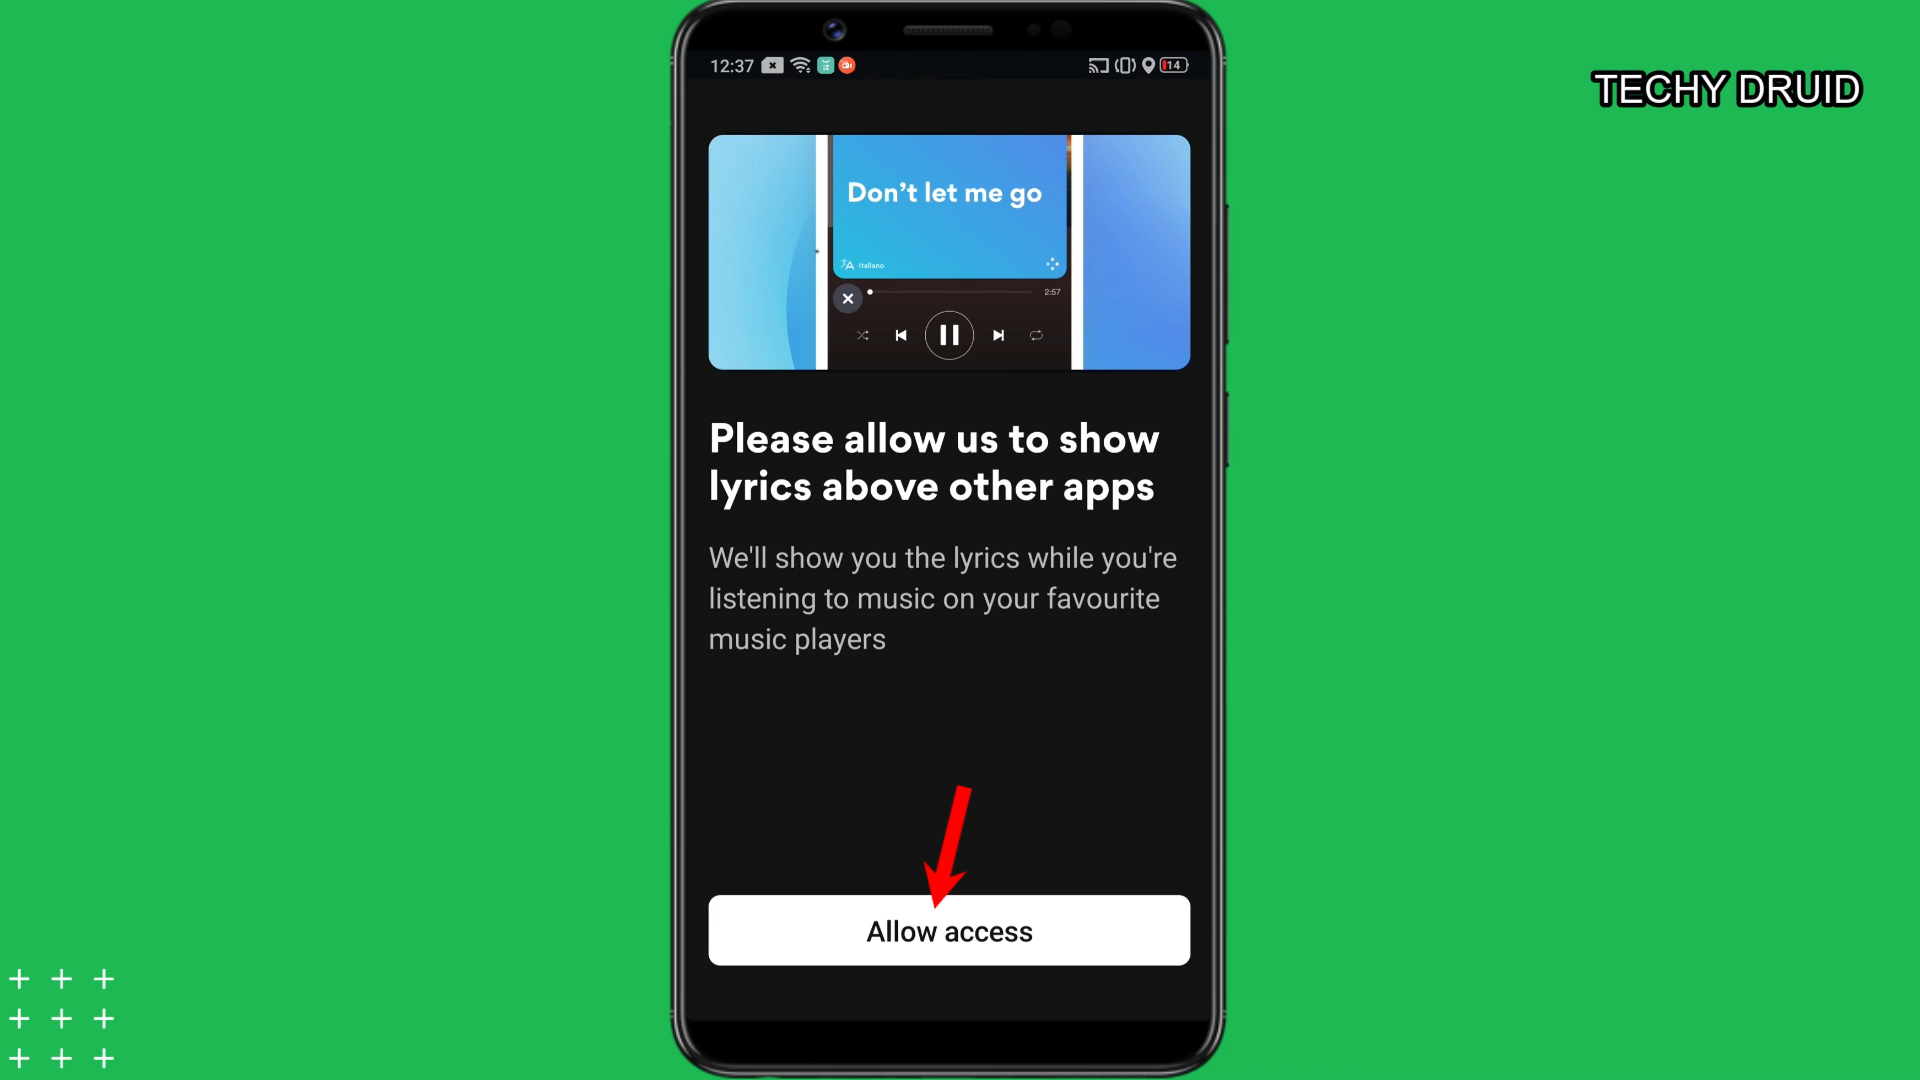 12:37
14
TECHY DRUID
Don't let me go
Italiano
2:57
Please allow us to show
lyrics above other apps
We'll show you the lyrics while you're
listening to music on your favourite
music players
Allow access